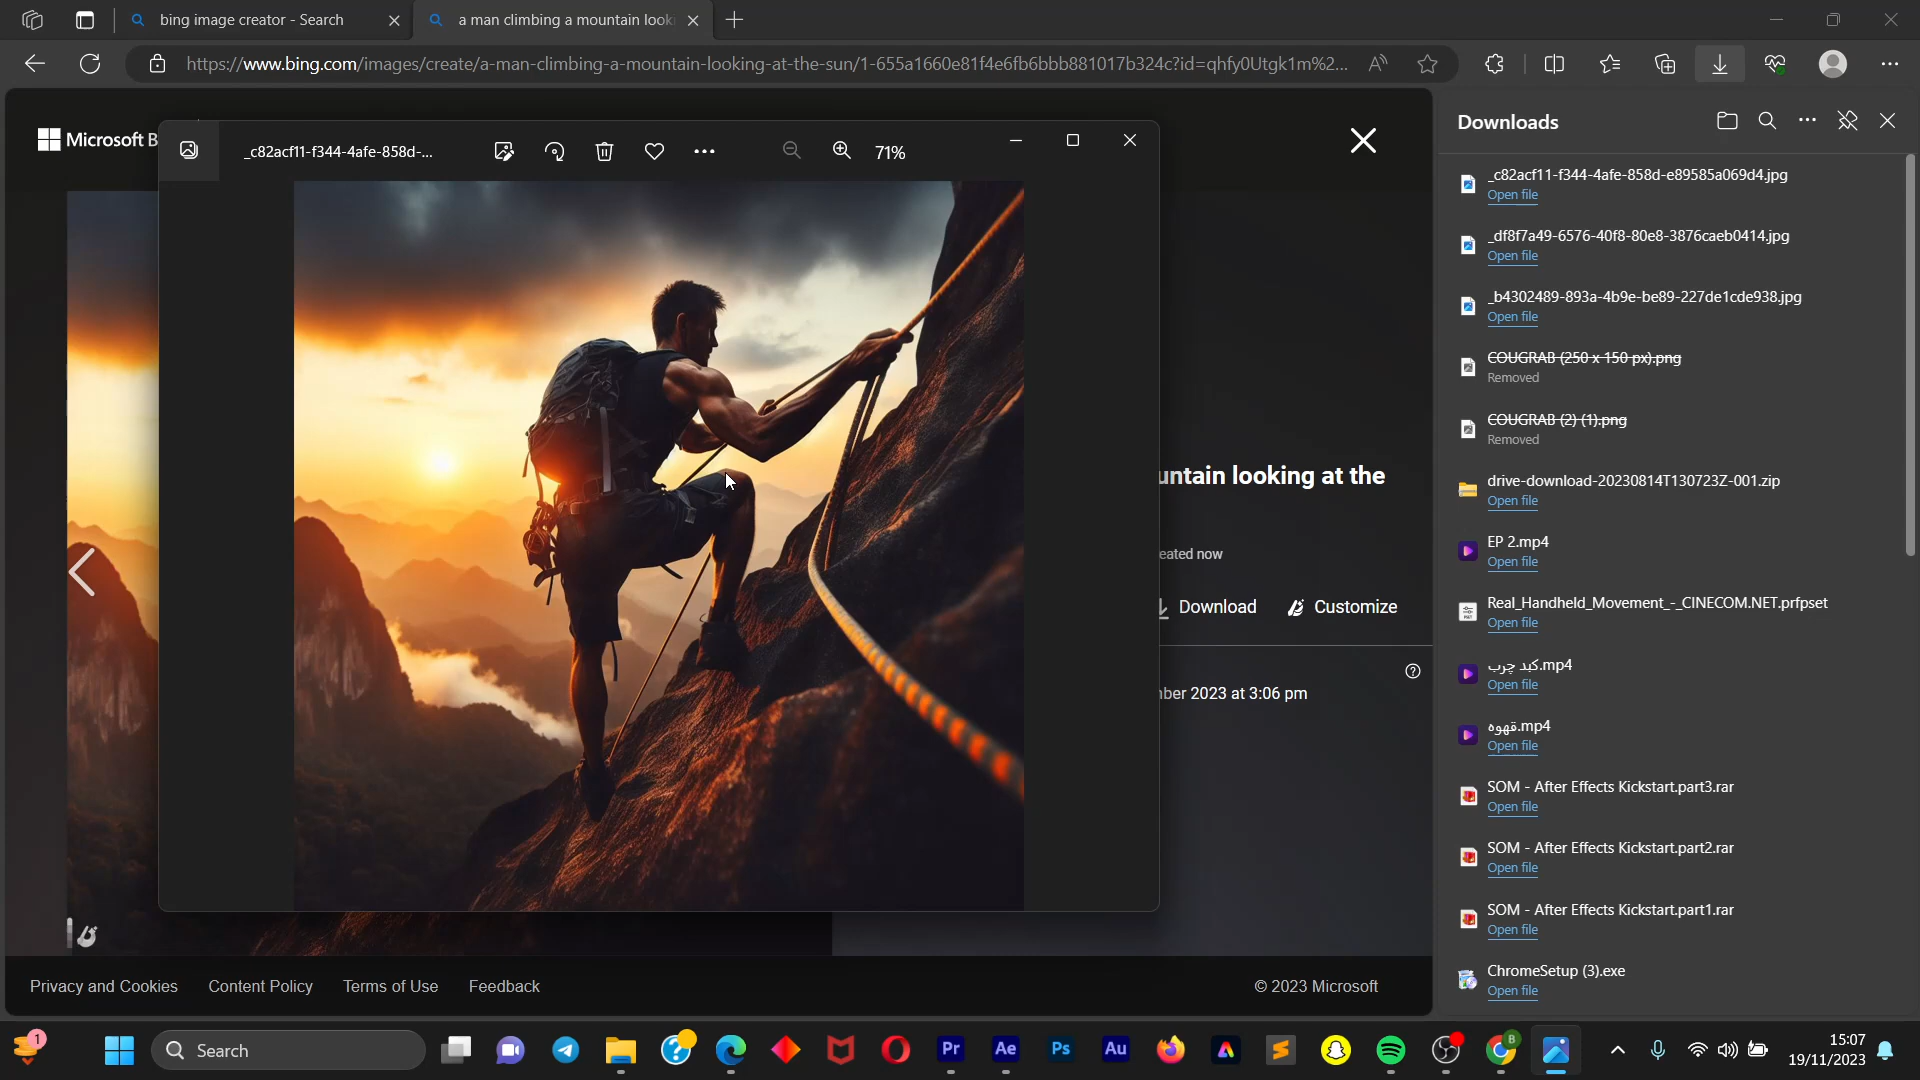 bing image creator - Search
a man climbing a mountain look
https://www.bing.com/images/create/a-man-climbing-a-mountain-looking-at-the-sun/1-655a1660e81f4e6fb6bbb881017b324c?id=qhfy0Utgk1m%2...
Microsoft B
_c82acf11-f344-4afe-858d-...
71%
untain looking at the
eated now
Download
Customize
ber 2023 at 3:06 pm
Privacy and Cookies
Content Policy
Terms of Use
Feedback
© 2023 Microsoft
Downloads
_c82acf11-f344-4afe-858d-e89585a069d4.jpg
Open file
_df8f7a49-6576-40f8-80e8-3876caeb0414.jpg
Open file
_b4302489-893a-4b9e-be89-227de1cde938.jpg
Open file
COUGRAB (250 x 150 px).png
Removed
COUGRAB (2) (1).png
Removed
drive-download-20230814T130723Z-001.zip
Open file
EP 2.mp4
Open file
Real_Handheld_Movement_-_CINECOM.NET.prfpset
Open file
کبد چرب.mp4
Open file
قهوه.mp4
Open file
SOM - After Effects Kickstart.part3.rar
Open file
SOM - After Effects Kickstart.part2.rar
Open file
SOM - After Effects Kickstart.part1.rar
Open file
ChromeSetup (3).exe
Open file
1
Search
Pr
Ae
Ps
Au
B
15:07
19/11/2023